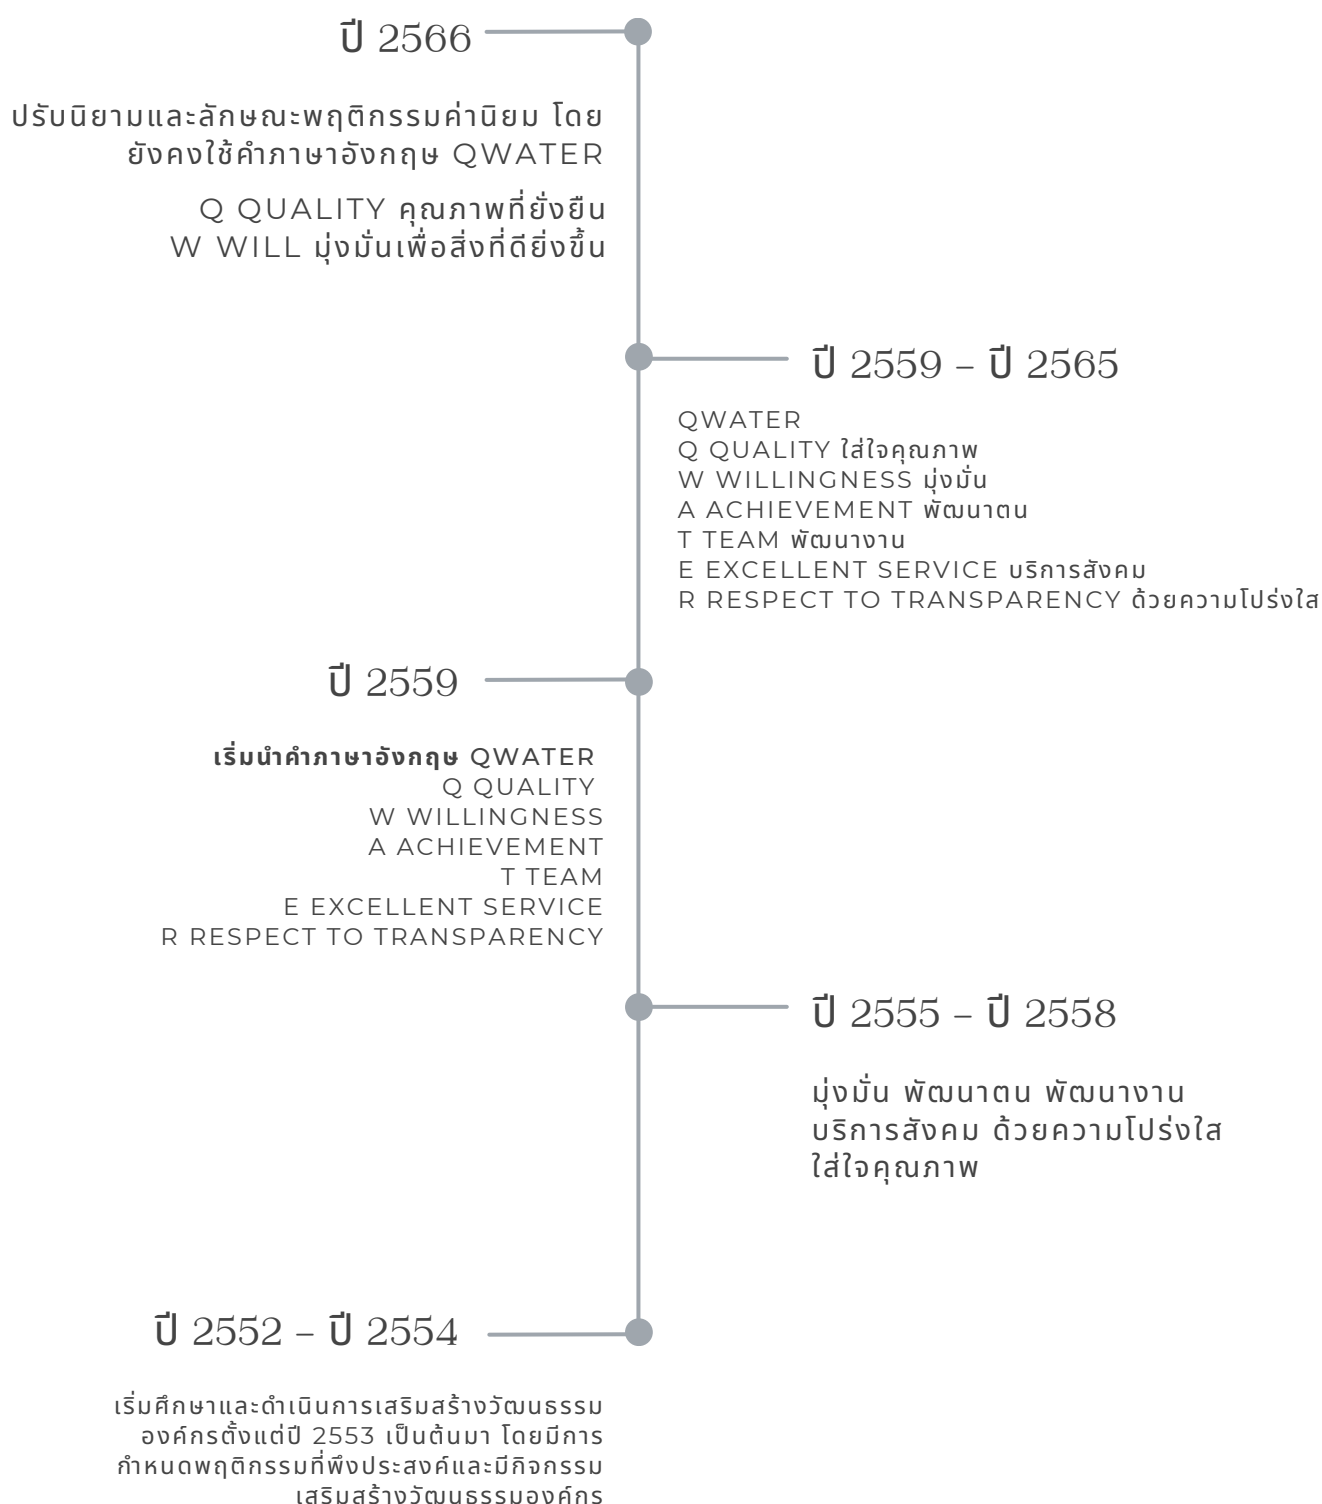 ปี 2566
ปรับนิยามและลักษณะพฤติกรรมค่านิยม โดย
ยังคงใช้คำภาษาอังกฤษ QWATER
Q QUALITY คุณภาพที่ยั่งยืน
W WILL มุ่งมั่นเพื่อสิ่งที่ดียิ่งขึ้น
ปี 2559 – ปี 2565
QWATER
Q QUALITY ใส่ใจคุณภาพ
W WILLINGNESS มุ่งมั่น
A ACHIEVEMENT พัฒนาตน
T TEAM พัฒนางาน
E EXCELLENT SERVICE บริการสังคม
R RESPECT TO TRANSPARENCY ด้วยความโปร่งใส
ปี 2559
เริ่มนำคำภาษาอังกฤษ QWATER
Q QUALITY
W WILLINGNESS
A ACHIEVEMENT
T TEAM
E EXCELLENT SERVICE
R RESPECT TO TRANSPARENCY
ปี 2555 – ปี 2558
มุ่งมั่น พัฒนาตน พัฒนางาน
บริการสังคม ด้วยความโปร่งใส
ใส่ใจคุณภาพ
ปี 2552 – ปี 2554
เริ่มศึกษาและดำเนินการเสริมสร้างวัฒนธรรม
องค์กรตั้งแต่ปี 2553 เป็นต้นมา โดยมีการ
กำหนดพฤติกรรมที่พึงประสงค์และมีกิจกรรม
เสริมสร้างวัฒนธรรมองค์กร